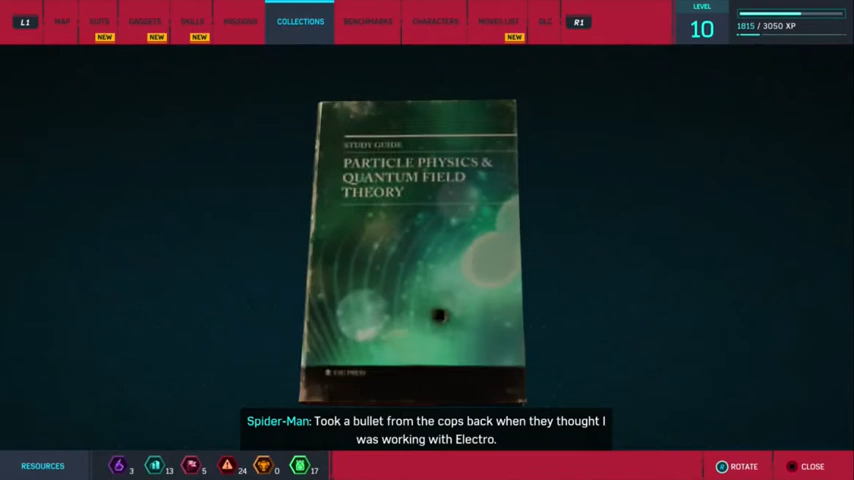 L1
MAP
SUITS
GADGETS
SKILLS
MISSIONS
COLLECTIONS
BENCHMARKS
CHARACTERS
MOVES LIST
DLC
R1
NEW
NEW
NEW
NEW
LEVEL
10
1815 / 3050 XP
STUDY GUIDE
PARTICLE PHYSICS &
QUANTUM FIELD
THEORY
PRESS
Spider-Man: Took a bullet from the cops back when they thought I
was working with Electro.
RESOURCES
3
13
5
24
0
17
R ROTATE
CLOSE